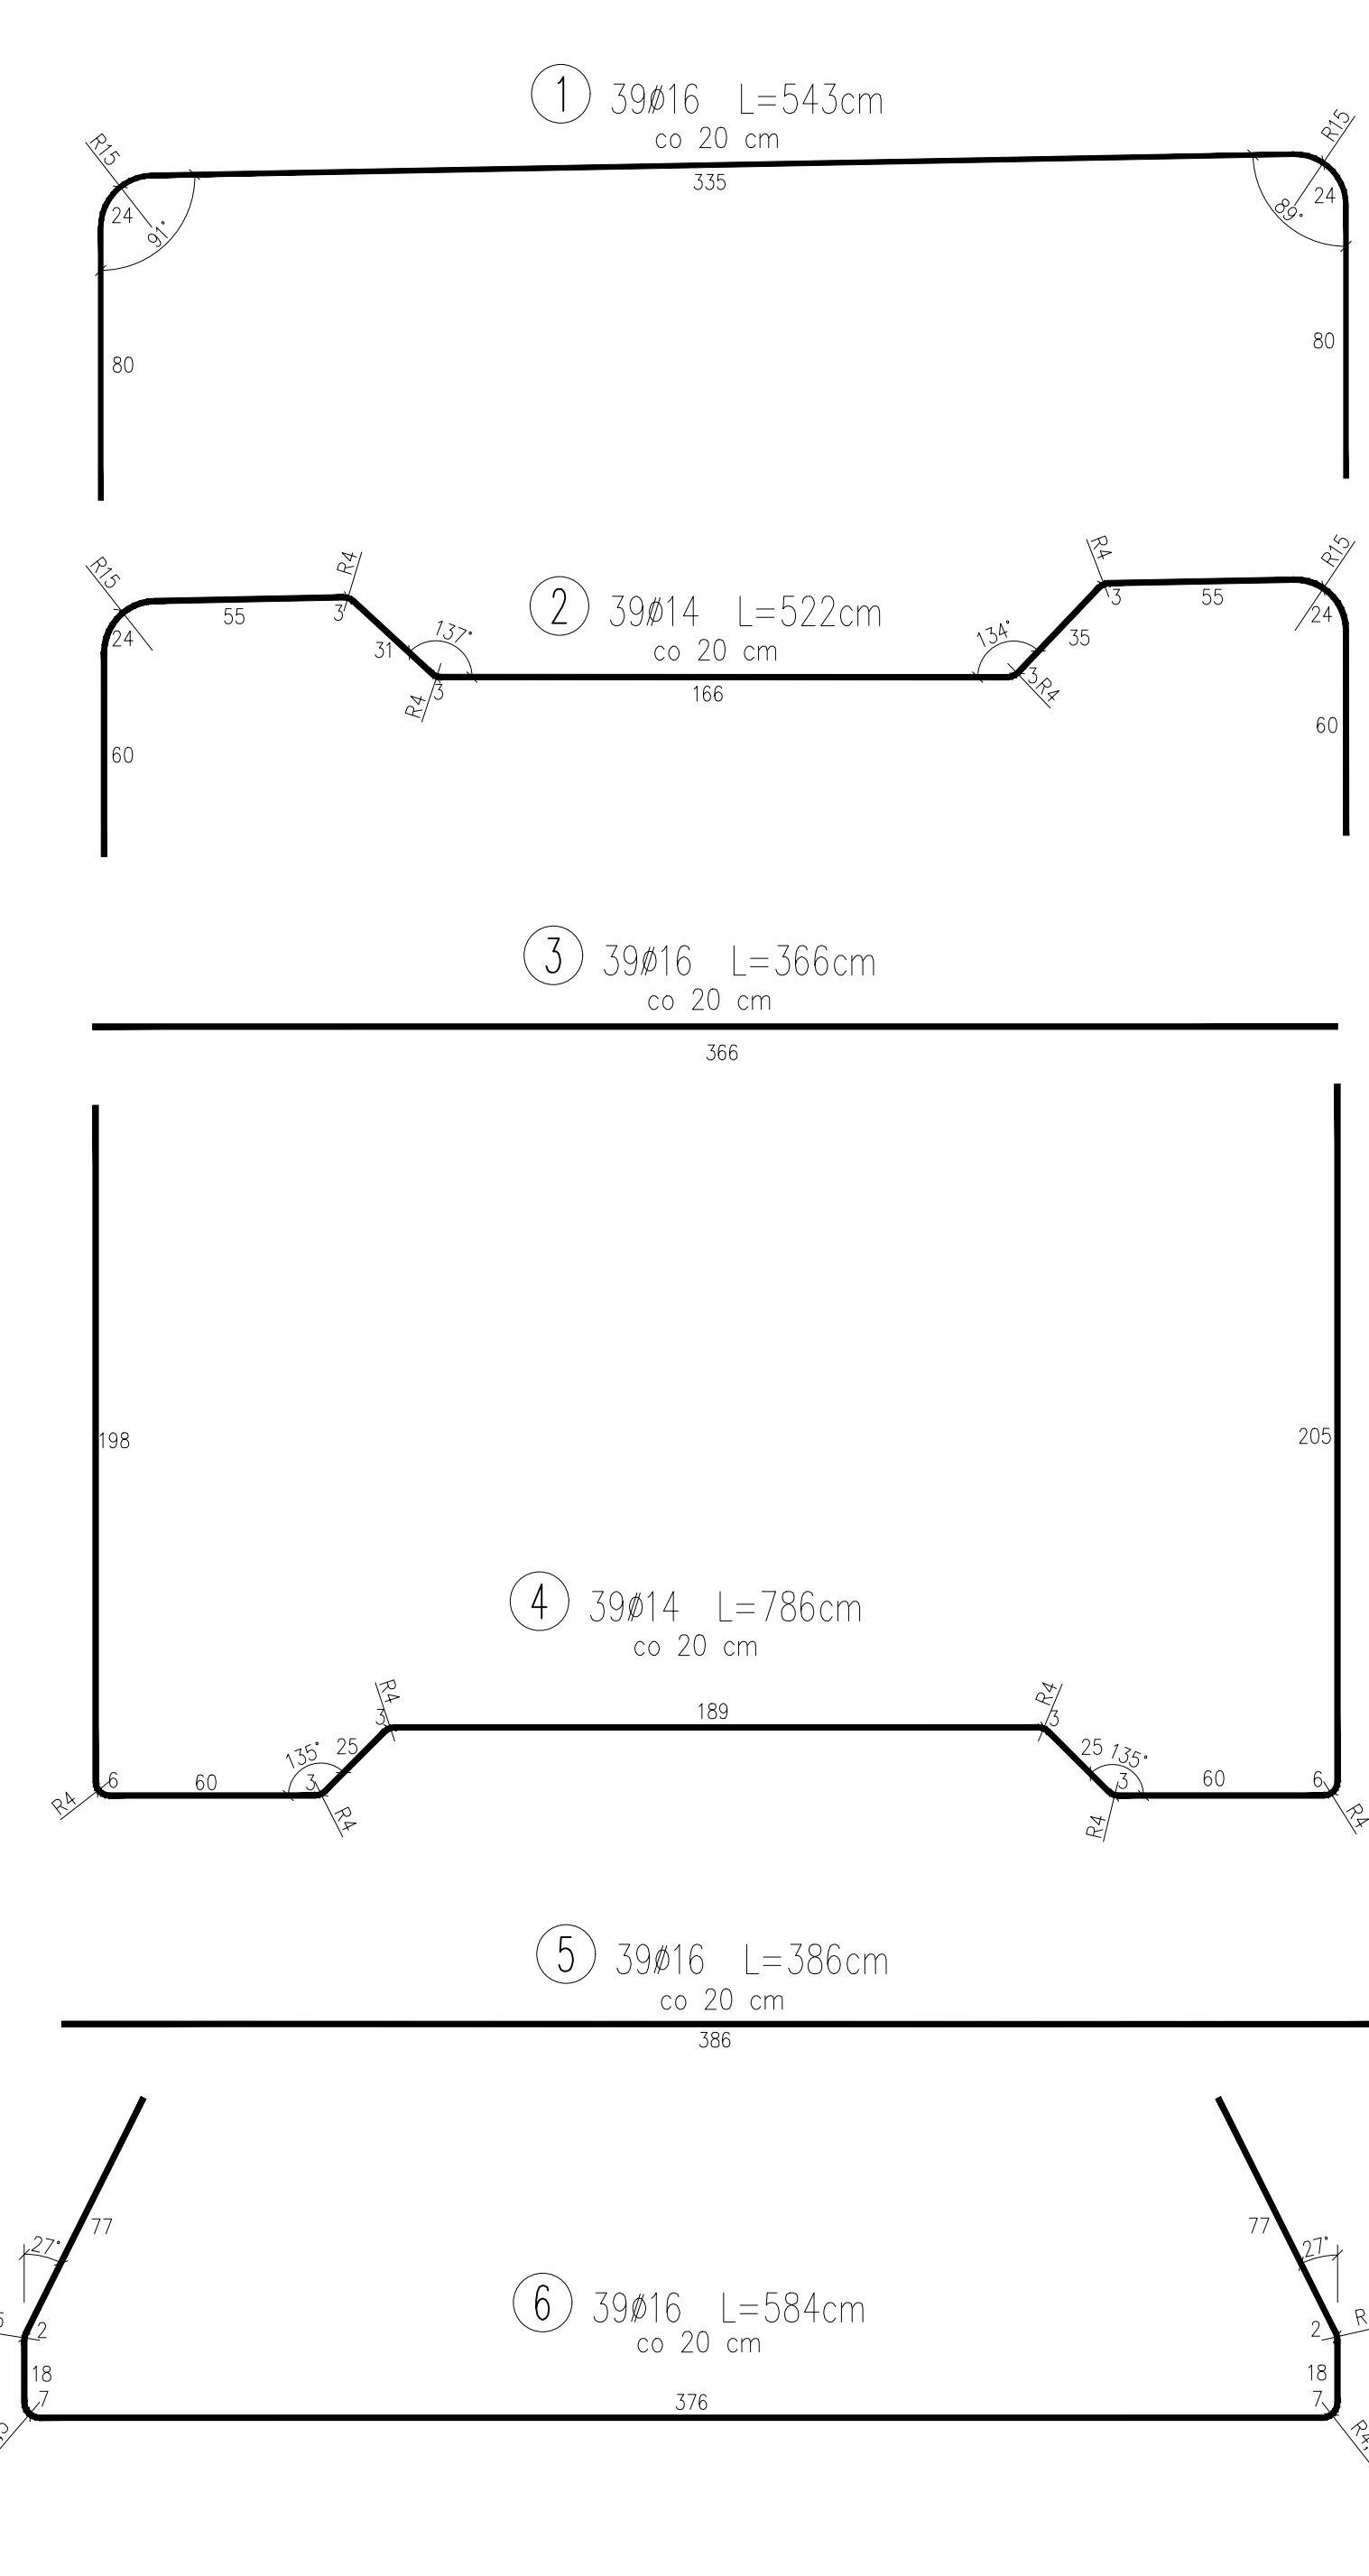 1 39ø16 L=543cm
co 20 cm
R15
R15
335
24
24
91°
89°
80
80
R4
R4
R15
R15
2 39ø14 L=522cm
co 20 cm
55
3
3
55
24
24
137°
134°
31
35
3
3
R4
R4
166
60
60
3 39ø16 L=366cm
co 20 cm
366
198
205
4 39ø14 L=786cm
co 20 cm
R4
R4
3
189
3
135°
25
25
135°
6
60
3
3
60
6
R4
R4
R4
R4
5 39ø16 L=386cm
co 20 cm
386
77
77
27°
27°
6 39ø16 L=584cm
co 20 cm
2
2
18
18
7
376
7